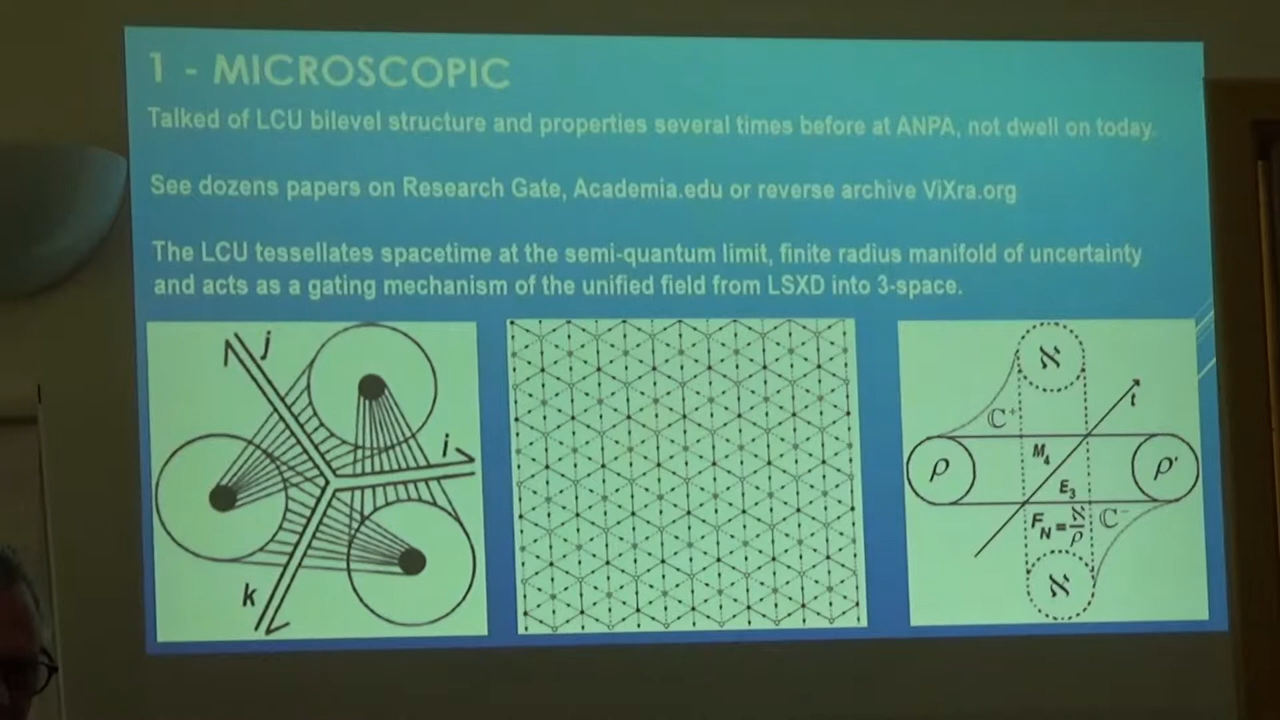 1 - MICROSCOPIC
Talked of LCU bilevel structure and properties several times before at ANPA, not dwell on today.
See dozens papers on Research Gate, Academia.edu or reverse archive ViXra.org
The LCU tessellates spacetime at the semi-quantum limit, finite radius manifold of uncertainty
and acts as a gating mechanism of the unified field from LSXD into 3-space.
j
i
k
ℵ
ℂ⁺
t
M₄
ρ
ρ'
E₃
F_N = ℵ/ρ
ℂ⁻
ℵ